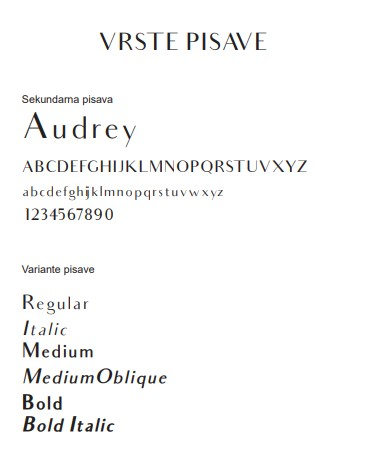 VRSTE PISAVE
Sekundarna pisava
Audrey
ABCDEFGHIJKLMNOPQRSTUVXYZ
abcdefghijklmnopqrstuvwxyz
1234567890
Variante pisave
Regular
Italic
Medium
MediumOblique
Bold
Bold Italic